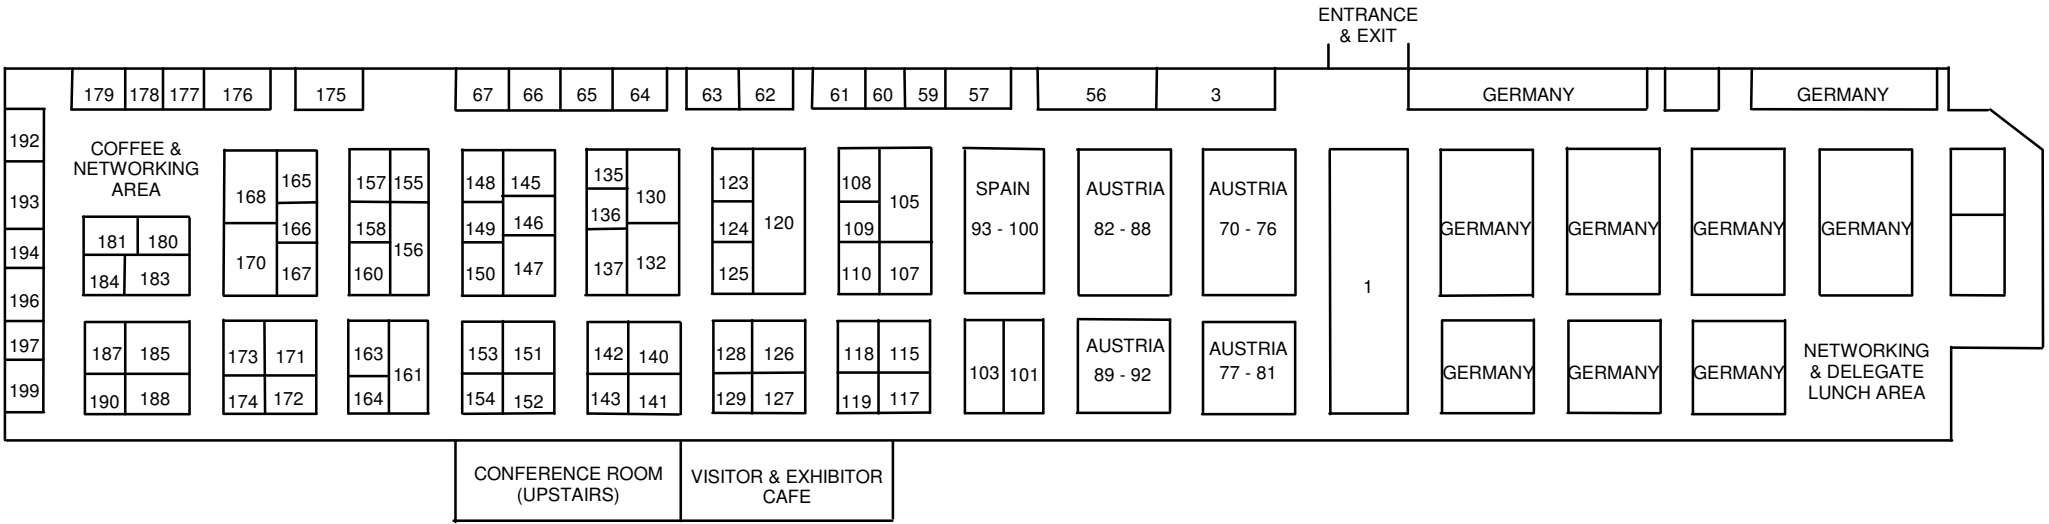 ENTRANCE
& EXIT
179 178 177 176 175 67 66 65 64 63 62 61 60 59 57 56 3 GERMANY GERMANY
192
193
194
196
197
199
COFFEE &
NETWORKING
AREA
181 180
184 183
187 185
190 188
168 165
166
170 167
173 171
174 172
157 155
158 156
160
163 161
164
148 145
149 146
150 147
153 151
154 152
135 130
136
137 132
142 140
143 141
123 120
124
125
128 126
129 127
108 105
109
110 107
118 115
119 117
SPAIN
93 - 100
103 101
AUSTRIA
82 - 88
AUSTRIA
89 - 92
AUSTRIA
70 - 76
AUSTRIA
77 - 81
1
GERMANY GERMANY GERMANY GERMANY
GERMANY GERMANY GERMANY
NETWORKING
& DELEGATE
LUNCH AREA
CONFERENCE ROOM
(UPSTAIRS)
VISITOR & EXHIBITOR
CAFE